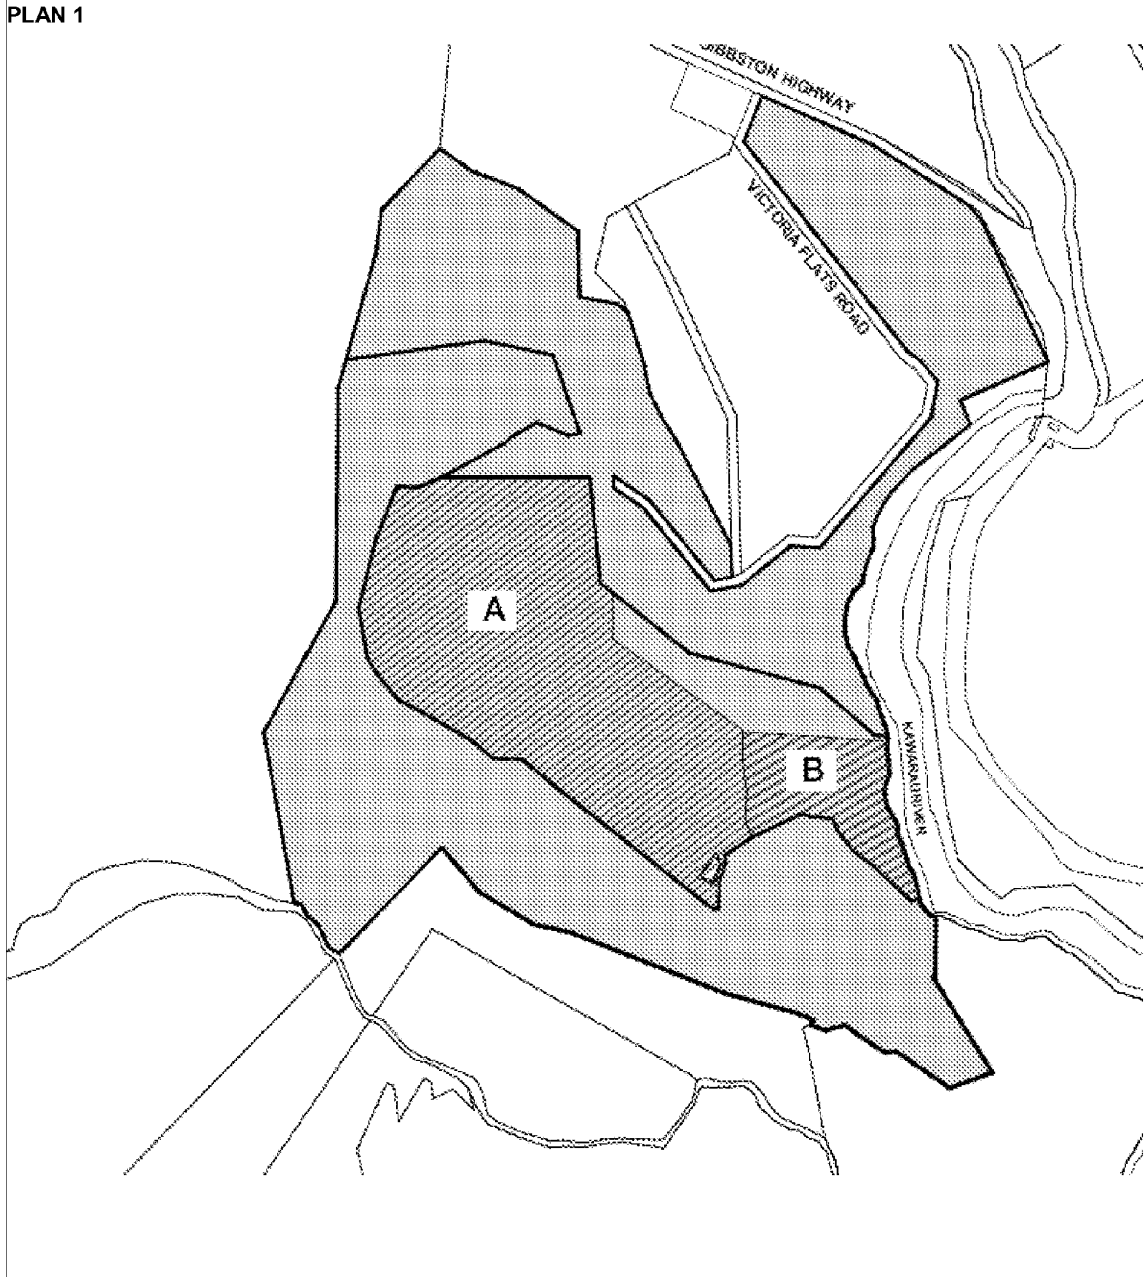 PLAN 1
GIBBSTON HIGHWAY
VICTORIA FLATS ROAD
A
B
KAWARAU RIVER